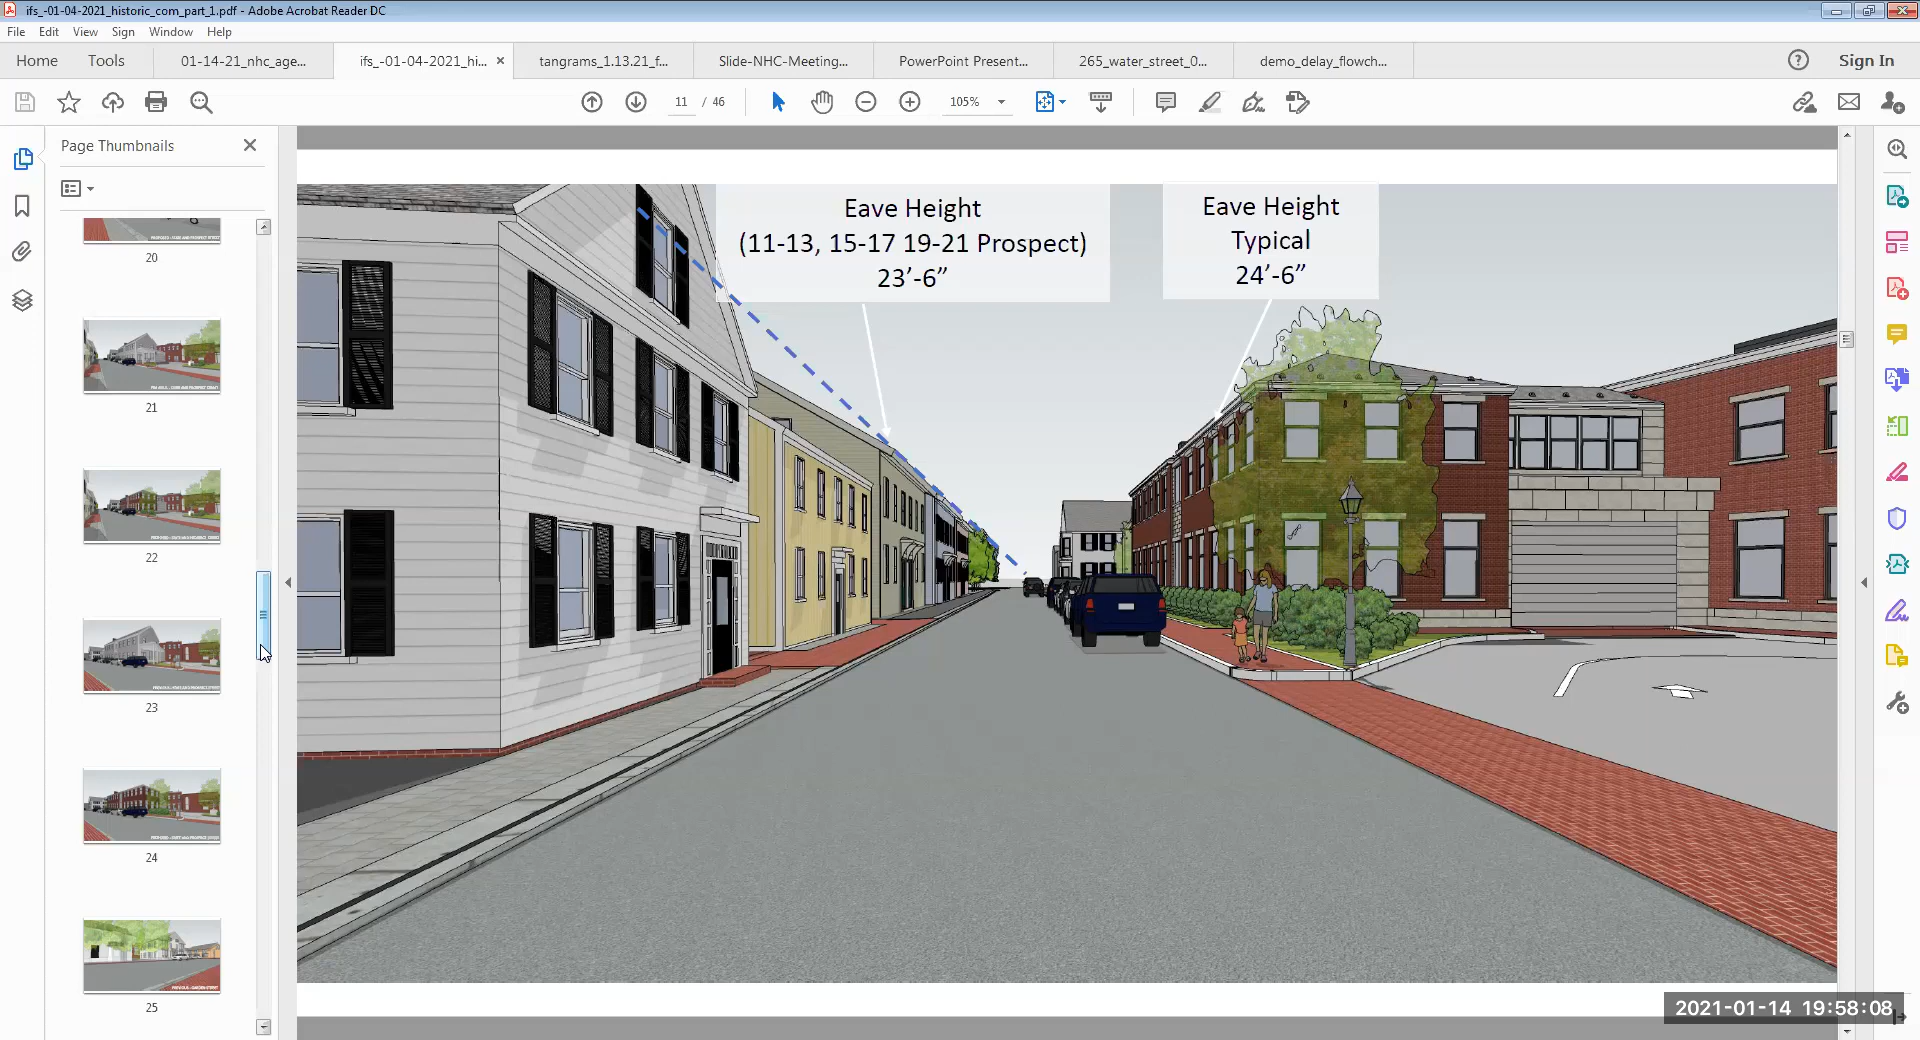 ifs_-01-04-2021_historic_com_part_1.pdf - Adobe Acrobat Reader DC
File Edit View Sign Window Help
Home Tools 01-14-21_nhc_age... ifs_-01-04-2021_hi... tangrams_1.13.21_f... Slide-NHC-Meeting... PowerPoint Present... 265_water_street_0... demo_delay_flowch... Sign In
11 / 46 105%
Page Thumbnails
20
21
22
23
24
25
Eave Height
(11-13, 15-17 19-21 Prospect)
23’-6”
Eave Height
Typical
24’-6”
2021-01-14 19:58:08